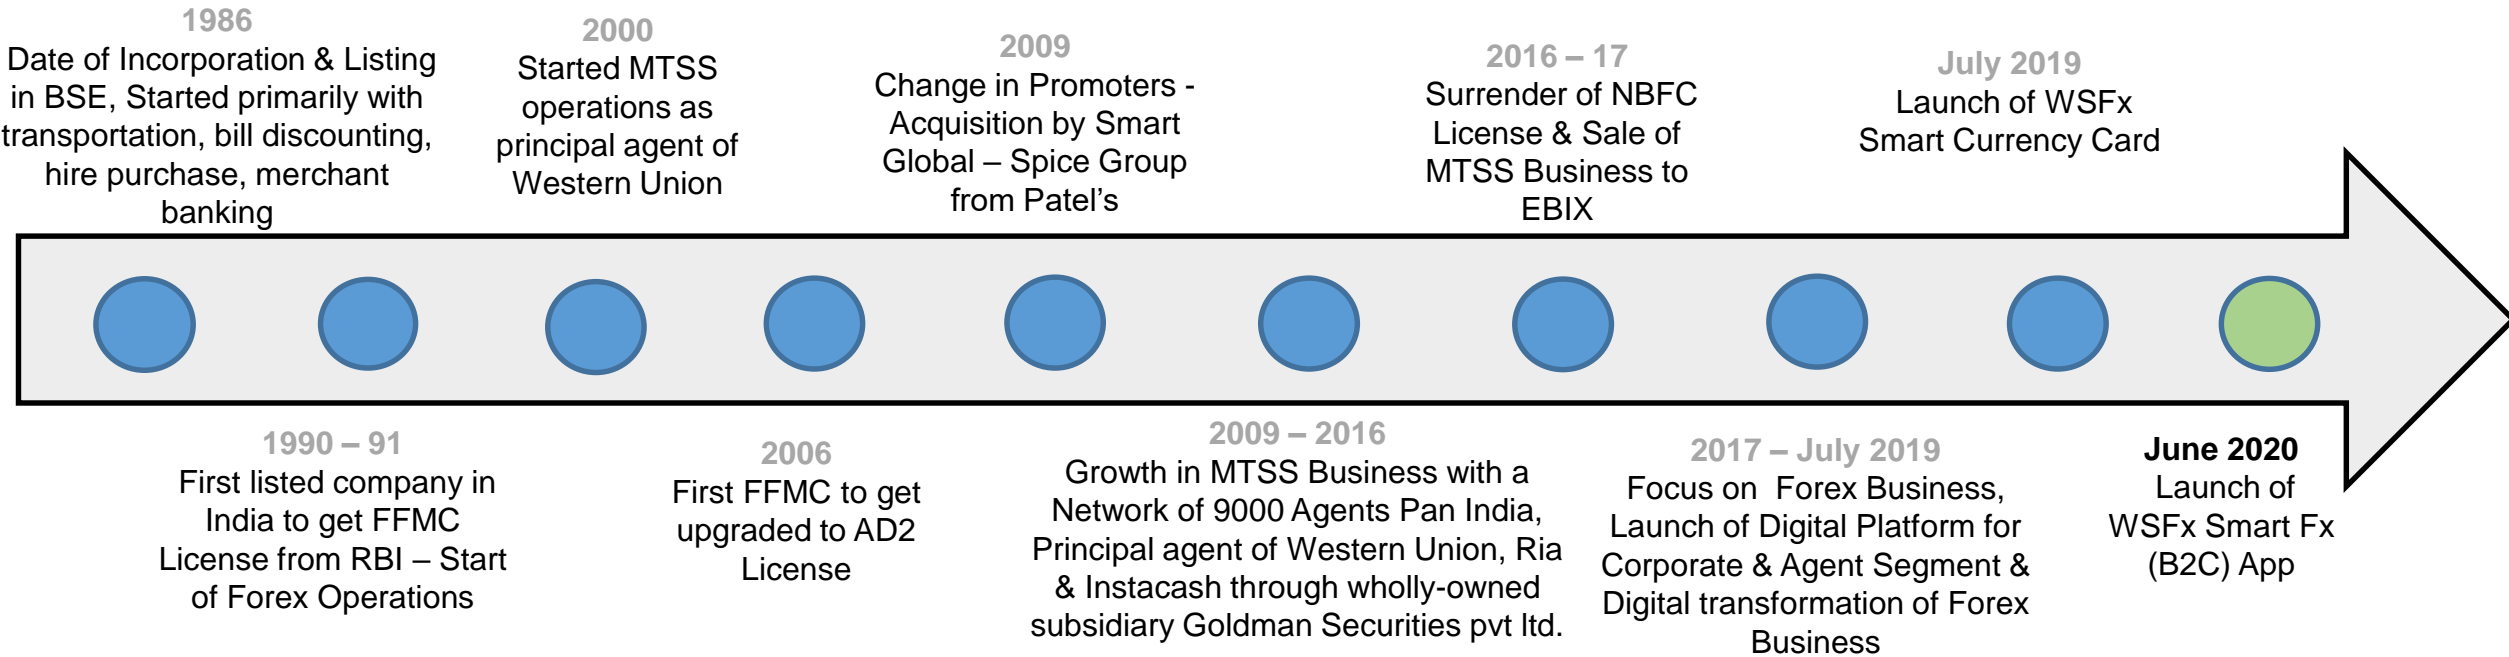 1986
Date of Incorporation & Listing
in BSE, Started primarily with
transportation, bill discounting,
hire purchase, merchant
banking
2000
Started MTSS
operations as
principal agent of
Western Union
2009
Change in Promoters -
Acquisition by Smart
Global – Spice Group
from Patel’s
2016 – 17
Surrender of NBFC
License & Sale of
MTSS Business to
EBIX
July 2019
Launch of WSFx
Smart Currency Card
1990 – 91
First listed company in
India to get FFMC
License from RBI – Start
of Forex Operations
2006
First FFMC to get
upgraded to AD2
License
2009 – 2016
Growth in MTSS Business with a
Network of 9000 Agents Pan India,
Principal agent of Western Union, Ria
& Instacash through wholly-owned
subsidiary Goldman Securities pvt ltd.
2017 – July 2019
Focus on  Forex Business,
Launch of Digital Platform for
Corporate & Agent Segment &
Digital transformation of Forex
Business
June 2020
Launch of
WSFx Smart Fx
(B2C) App